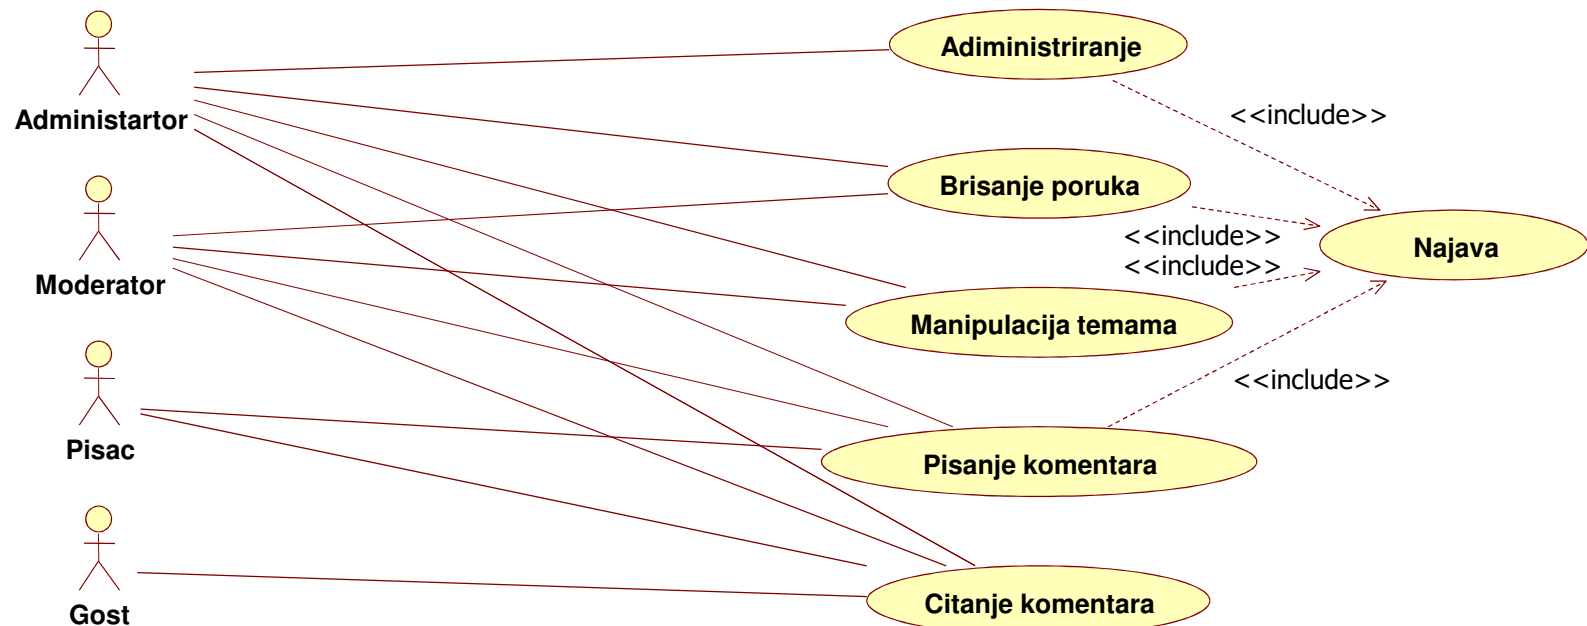 Administartor
Moderator
Pisac
Gost
Adiministriranje
Brisanje poruka
Manipulacija temama
Pisanje komentara
Citanje komentara
<<include>>
<<include>>
<<include>>
<<include>>
Najava